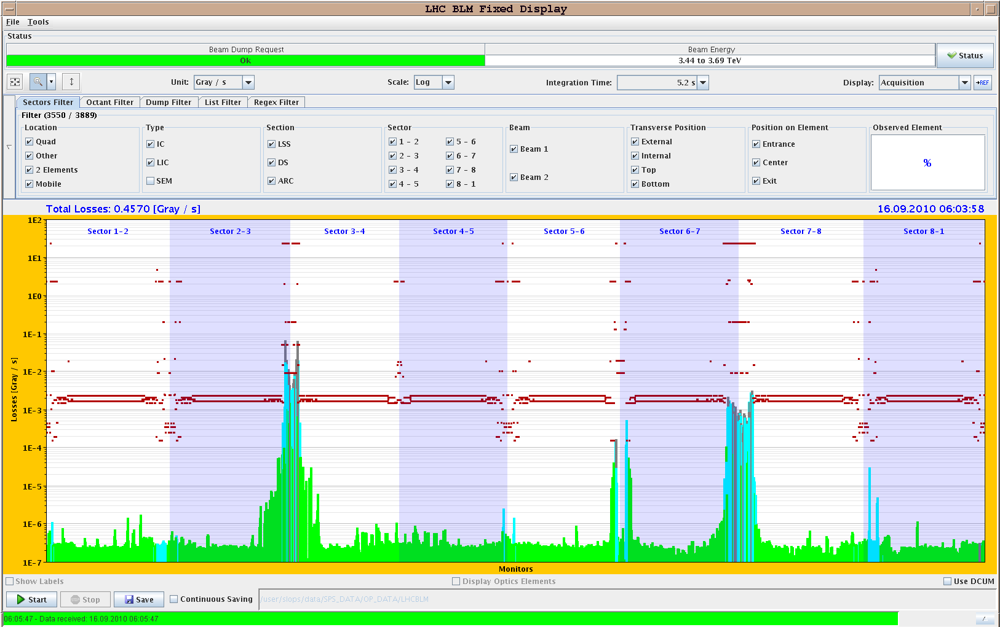 LHC BLM Fixed Display
File Tools
Status
Beam Dump Request Beam Energy
Ok 3.44 to 3.69 TeV
Status
Unit: Gray / s Scale: Log Integration Time: 5.2 s Display: Acquisition REF
Sectors Filter Octant Filter Dump Filter List Filter Regex Filter
Filter (3550 / 3889)
Location Type Section Sector Beam Transverse Position Position on Element Observed Element
Quad IC LSS 1 - 2 5 - 6 Beam 1 External Entrance
Other LIC DS 2 - 3 6 - 7 Internal Center %
2 Elements SEM ARC 3 - 4 7 - 8 Beam 2 Top Exit
Mobile 4 - 5 8 - 1 Bottom
Total Losses: 0.4570 [Gray / s] 16.09.2010 06:03:58
Sector 1-2 Sector 2-3 Sector 3-4 Sector 4-5 Sector 5-6 Sector 6-7 Sector 7-8 Sector 8-1
1E2
1E1
1E0
1E-1
1E-2
1E-3
1E-4
1E-5
1E-6
1E-7
Losses [Gray / s]
Monitors
Show Labels Display Optics Elements Use DCUM
Start STOP Stop Save Continuous Saving /user/slops/data/SPS_DATA/OP_DATA/LHCBLM
06:05:47 - Data received: 16.09.2010 06:05:47